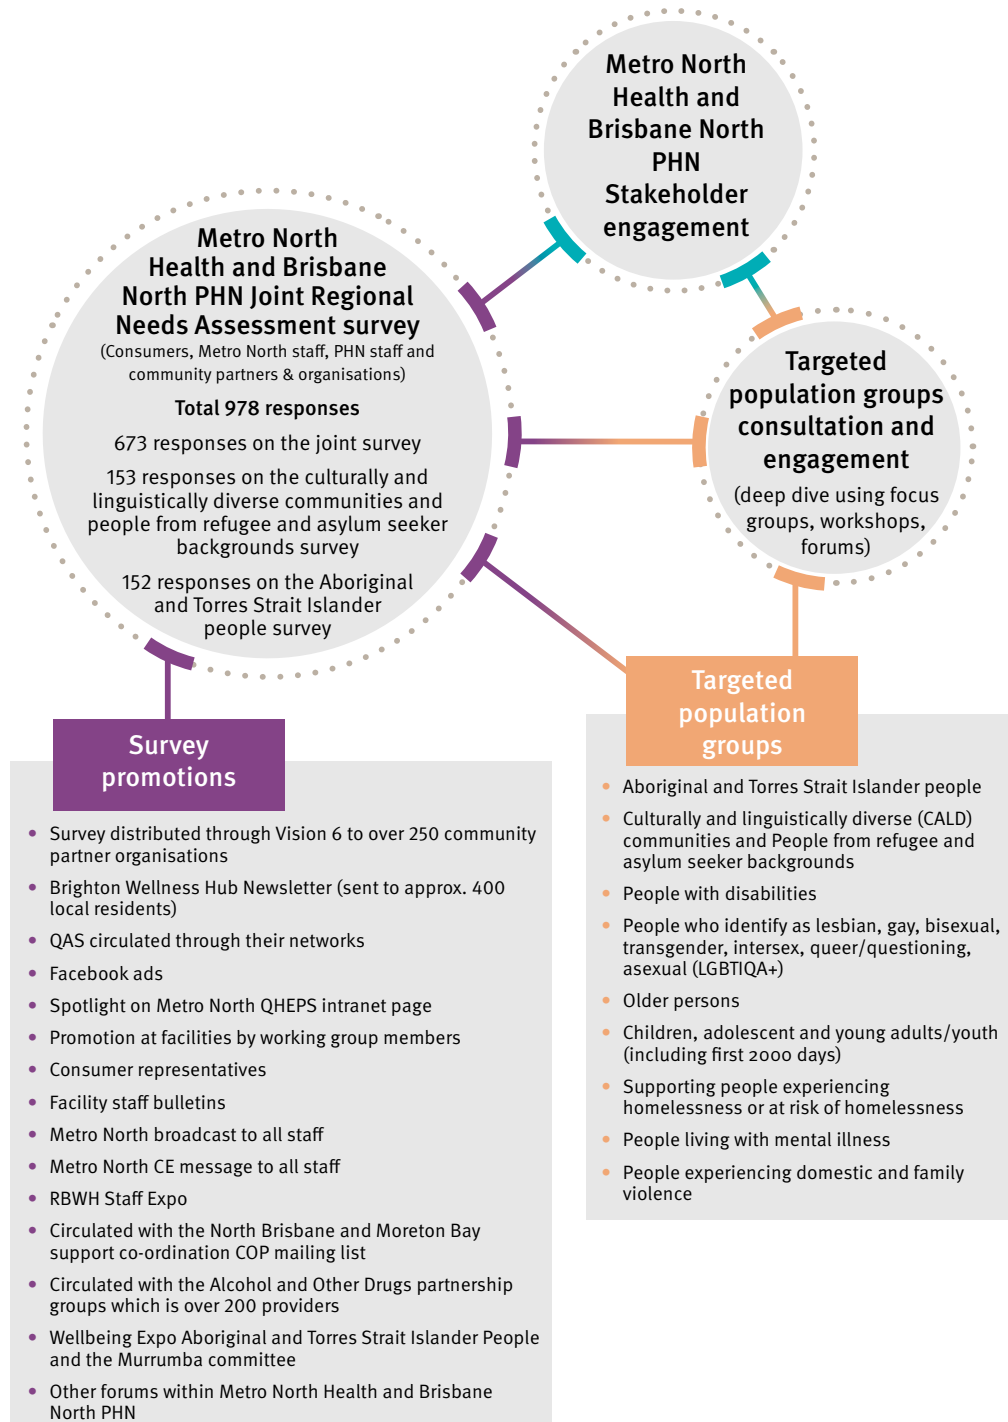 Metro North
Health and
Brisbane North
PHN
Stakeholder
engagement
Metro North
Health and Brisbane
North PHN Joint Regional
Needs Assessment survey
(Consumers, Metro North staff, PHN staff and
community partners & organisations)
Total 978 responses
673 responses on the joint survey
153 responses on the culturally and
linguistically diverse communities and
people from refugee and asylum seeker
backgrounds survey
152 responses on the Aboriginal
and Torres Strait Islander
people survey
Targeted
population groups
consultation and
engagement
(deep dive using focus
groups, workshops,
forums)
Survey
promotions
• Survey distributed through Vision 6 to over 250 community
partner organisations
• Brighton Wellness Hub Newsletter (sent to approx. 400
local residents)
• QAS circulated through their networks
• Facebook ads
• Spotlight on Metro North QHEPS intranet page
• Promotion at facilities by working group members
• Consumer representatives
• Facility staff bulletins
• Metro North broadcast to all staff
• Metro North CE message to all staff
• RBWH Staff Expo
• Circulated with the North Brisbane and Moreton Bay
support co-ordination COP mailing list
• Circulated with the Alcohol and Other Drugs partnership
groups which is over 200 providers
• Wellbeing Expo Aboriginal and Torres Strait Islander People
and the Murrumba committee
• Other forums within Metro North Health and Brisbane
North PHN
Targeted
population
groups
• Aboriginal and Torres Strait Islander people
• Culturally and linguistically diverse (CALD)
communities and People from refugee and
asylum seeker backgrounds
• People with disabilities
• People who identify as lesbian, gay, bisexual,
transgender, intersex, queer/questioning,
asexual (LGBTIQA+)
• Older persons
• Children, adolescent and young adults/youth
(including first 2000 days)
• Supporting people experiencing
homelessness or at risk of homelessness
• People living with mental illness
• People experiencing domestic and family
violence